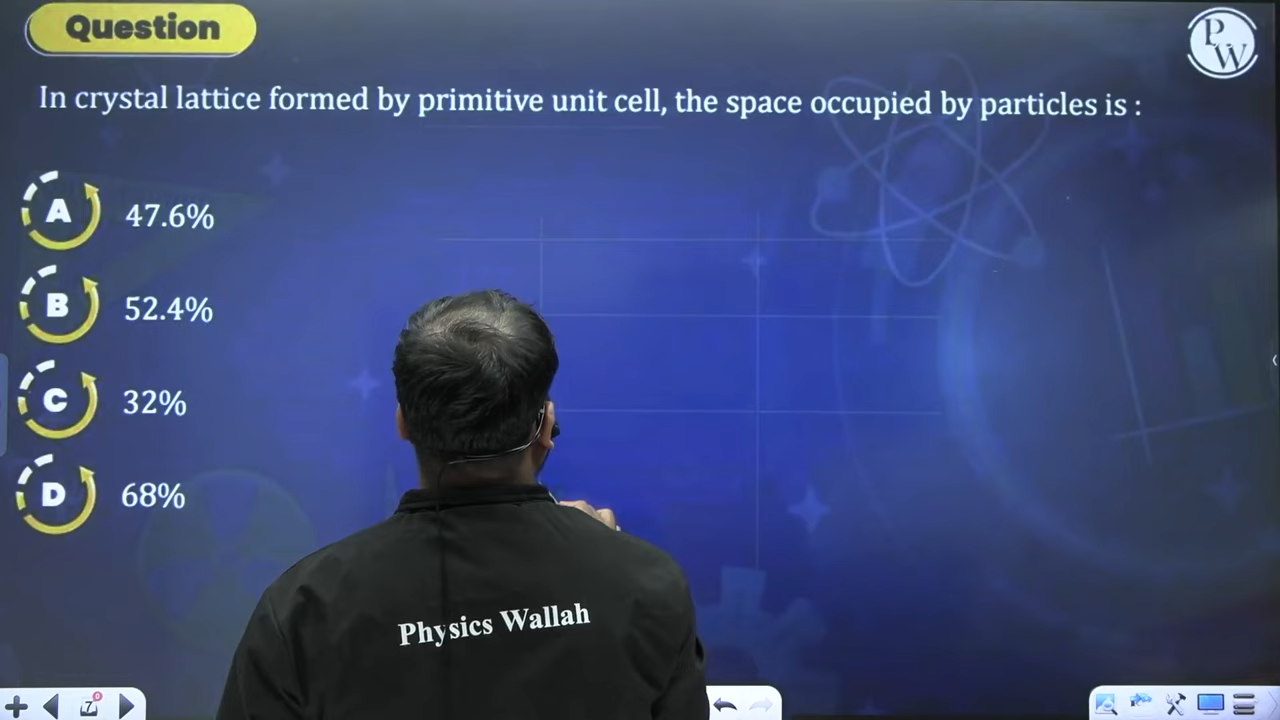 Question
PW
In crystal lattice formed by primitive unit cell, the space occupied by particles is :
A 47.6%
B 52.4%
C 32%
D 68%
Physics Wallah
7